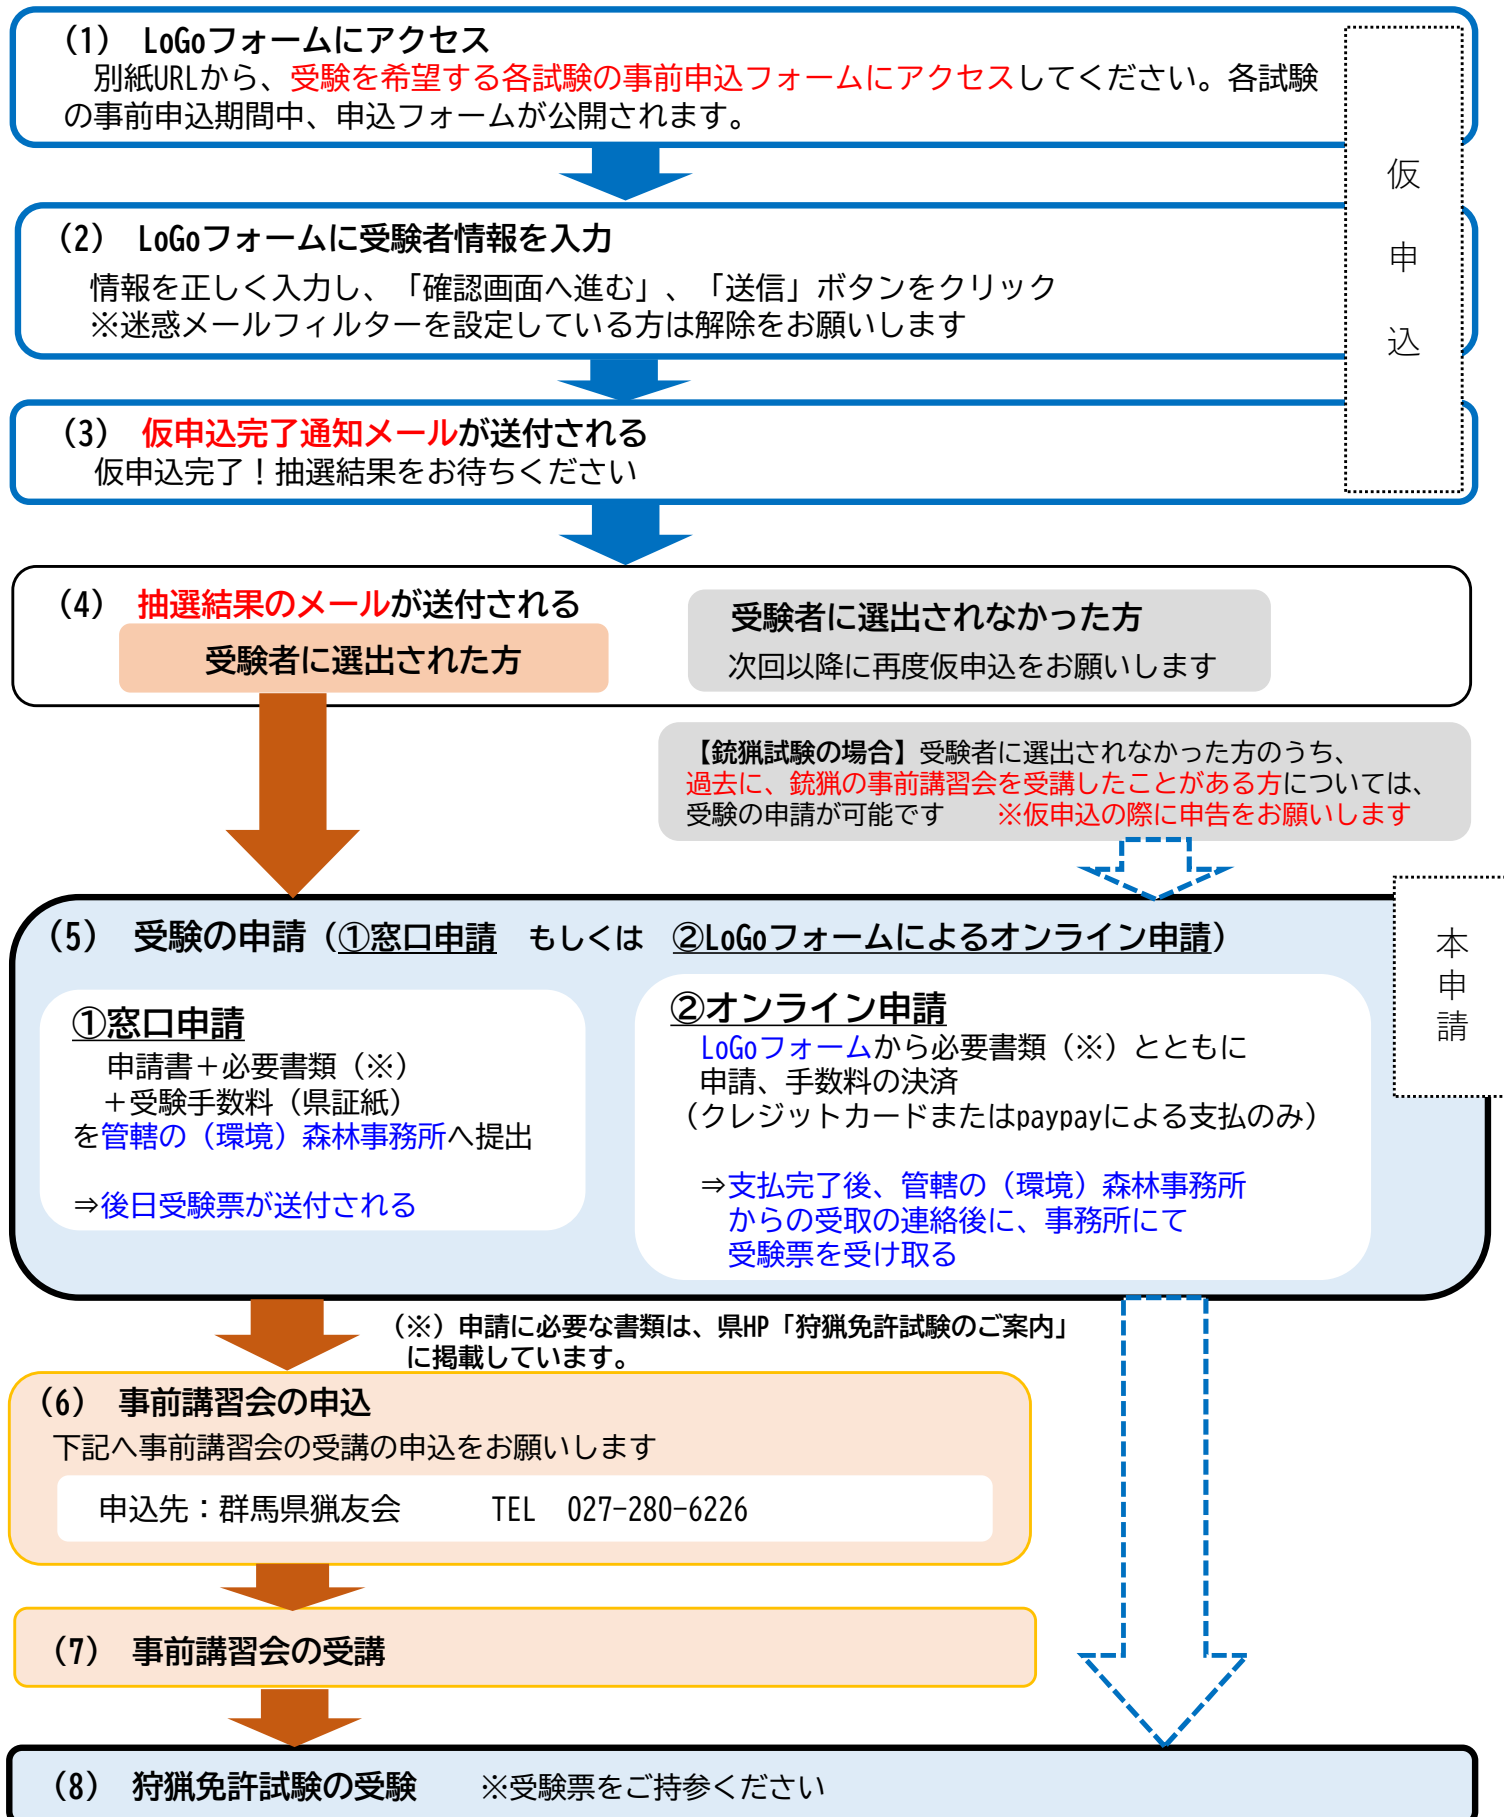 （1） LoGoフォームにアクセス
別紙URLから、受験を希望する各試験の事前申込フォームにアクセスしてください。各試験
の事前申込期間中、申込フォームが公開されます。
仮
申
込
（2） LoGoフォームに受験者情報を入力
情報を正しく入力し、「確認画面へ進む」、「送信」ボタンをクリック
※迷惑メールフィルターを設定している方は解除をお願いします
（3） 仮申込完了通知メールが送付される
仮申込完了！抽選結果をお待ちください
（4） 抽選結果のメールが送付される
受験者に選出された方
受験者に選出されなかった方
次回以降に再度仮申込をお願いします
【銃猟試験の場合】受験者に選出されなかった方のうち、
過去に、銃猟の事前講習会を受講したことがある方については、
受験の申請が可能です　※仮申込の際に申告をお願いします
（5） 受験の申請（①窓口申請　もしくは　②LoGoフォームによるオンライン申請）
本
申
請
①窓口申請
申請書＋必要書類（※）
＋受験手数料（県証紙）
を管轄の（環境）森林事務所へ提出
⇒後日受験票が送付される
②オンライン申請
LoGoフォームから必要書類（※）とともに
申請、手数料の決済
（クレジットカードまたはpaypayによる支払のみ）
⇒支払完了後、管轄の（環境）森林事務所
からの受取の連絡後に、事務所にて
受験票を受け取る
（※）申請に必要な書類は、県HP「狩猟免許試験のご案内」
に掲載しています。
（6） 事前講習会の申込
下記へ事前講習会の受講の申込をお願いします
申込先：群馬県猟友会　TEL　027-280-6226
（7） 事前講習会の受講
（8） 狩猟免許試験の受験　※受験票をご持参ください